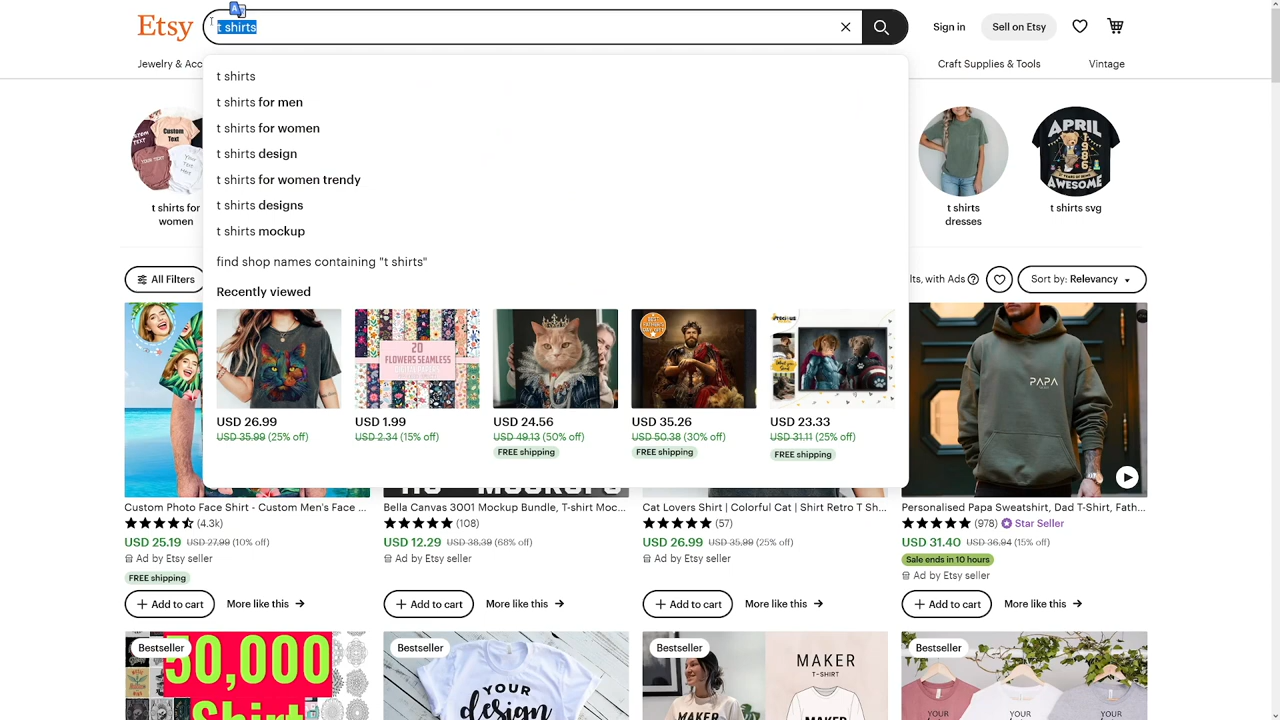 Etsy
t shirts
Sign in
Sell on Etsy
Jewelry & Acc
Craft Supplies & Tools
Vintage
t shirts
t shirts for men
t shirts for women
t shirts design
t shirts for women trendy
t shirts designs
t shirts mockup
find shop names containing "t shirts"
Recently viewed
20
FLOWERS SEAMLESS
DIGITAL PAPERS
USD 26.99
USD 35.99 (25% off)
USD 1.99
USD 2.34 (15% off)
USD 24.56
USD 49.13 (50% off)
FREE shipping
USD 35.26
USD 50.38 (30% off)
FREE shipping
USD 23.33
USD 31.11 (25% off)
FREE shipping
Custom
Text
t shirts for
women
t shirts
dresses
APRIL
1986
AWESOME
t shirts svg
All Filters
lts, with Ads
Sort by: Relevancy
PAPA
Custom Photo Face Shirt - Custom Men's Face ...
(4.3k)
USD 25.19 USD 27.99 (10% off)
Ad by Etsy seller
FREE shipping
Add to cart
More like this
Bella Canvas 3001 Mockup Bundle, T-shirt Moc...
(108)
USD 12.29 USD 38.39 (68% off)
Ad by Etsy seller
Add to cart
More like this
Cat Lovers Shirt | Colorful Cat | Shirt Retro T Sh...
(57)
USD 26.99 USD 35.99 (25% off)
Ad by Etsy seller
Add to cart
More like this
Personalised Papa Sweatshirt, Dad T-Shirt, Fath...
(978) Star Seller
USD 31.40 USD 36.94 (15% off)
Sale ends in 10 hours
Ad by Etsy seller
Add to cart
More like this
Bestseller
50,000
Shirt
Bestseller
YOUR
design
Bestseller
MAKER
MAKER
T-SHIRT
Bestseller
YOUR
YOUR
YOUR